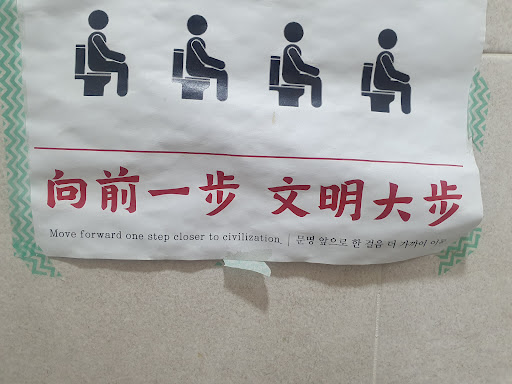 向前一步 文明大步
Move forward one step closer to civilization. | 문명 앞으로 한 걸음 더 가까이